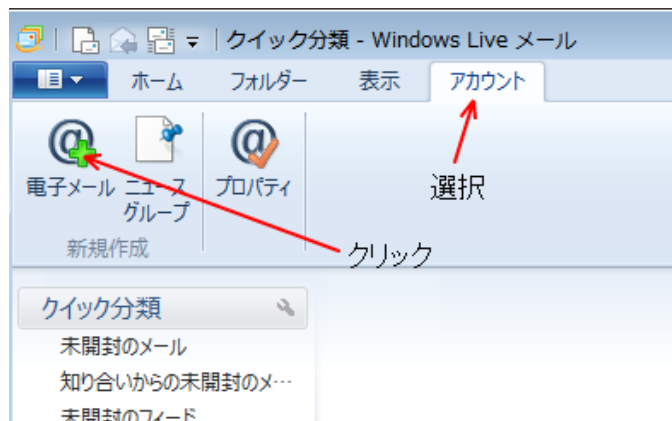 クイック分類 - Windows Live メール
ホーム フォルダー 表示 アカウント
電子メール ニュース グループ プロパティ
選択
新規作成
クリック
クイック分類
未開封のメール
知り合いからの未開封のメ…
未開封のフィード